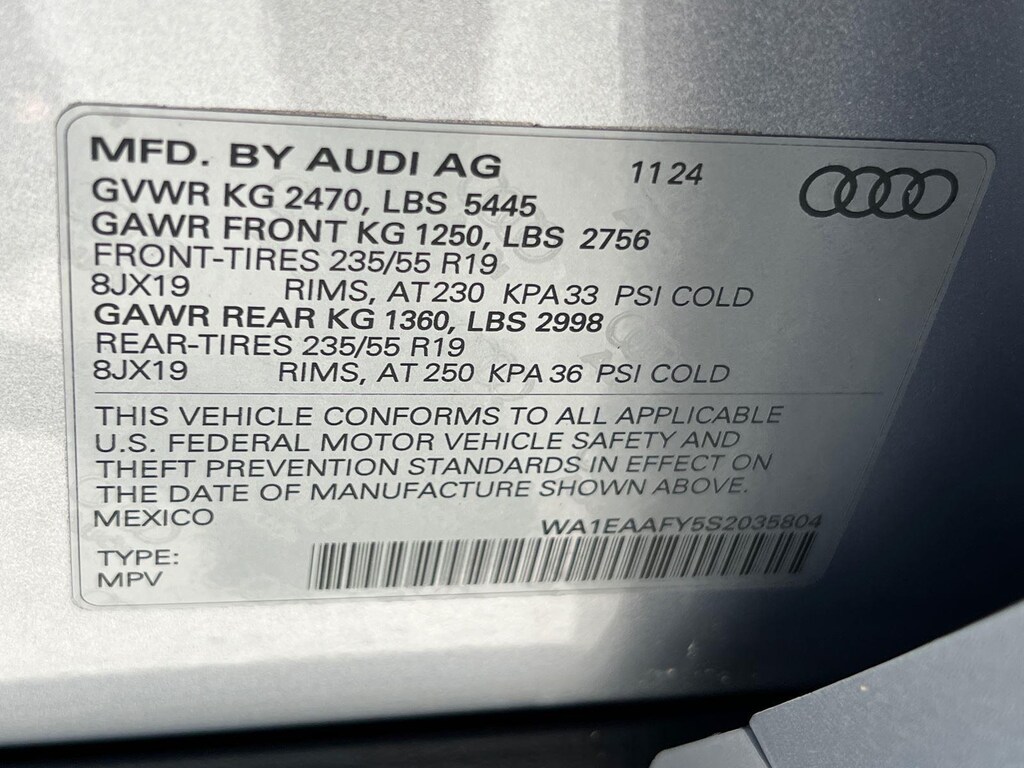 MFD. BY AUDI AG 11 24
GVWR KG 2470, LBS 5445
GAWR FRONT KG 1250, LBS 2756
FRONT-TIRES 235/55 R19
8JX19 RIMS, AT 230 KPA 33 PSI COLD
GAWR REAR KG 1360, LBS 2998
REAR-TIRES 235/55 R19
8JX19 RIMS, AT 250 KPA 36 PSI COLD
THIS VEHICLE CONFORMS TO ALL APPLICABLE
U.S. FEDERAL MOTOR VEHICLE SAFETY AND
THEFT PREVENTION STANDARDS IN EFFECT ON
THE DATE OF MANUFACTURE SHOWN ABOVE.
MEXICO WA1EAAFY5S2035804
TYPE:
MPV